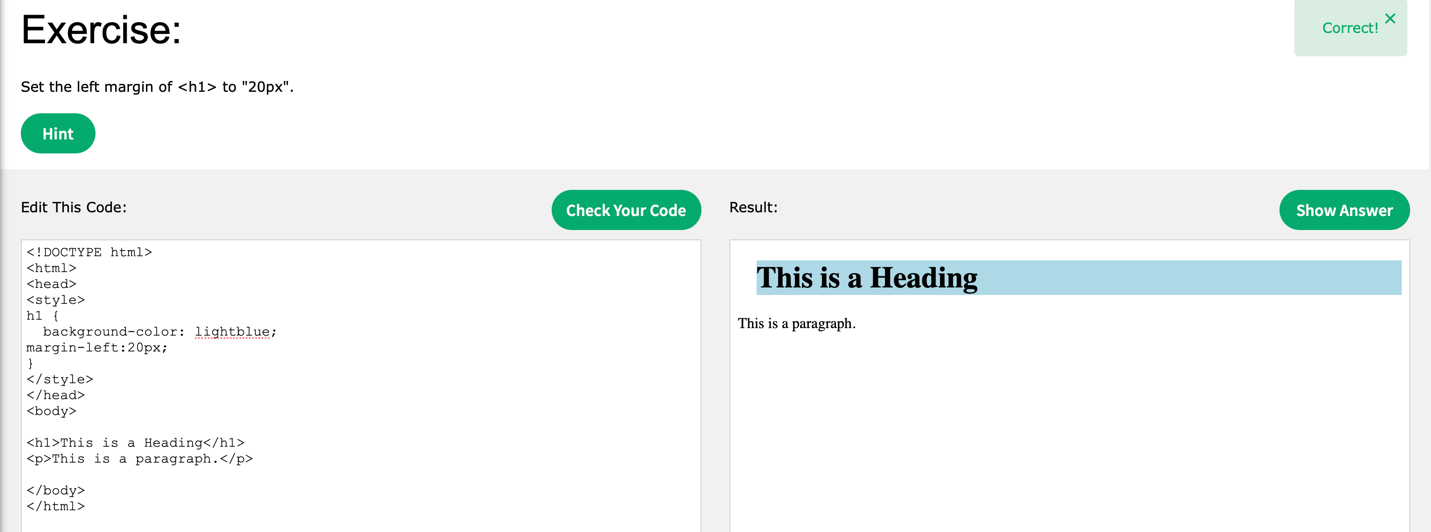 Exercise:
Correct!
Set the left margin of <h1> to "20px".
Hint
Edit This Code:
Check Your Code
Result:
Show Answer
<!DOCTYPE html>
<html>
<head>
<style>
h1 {
  background-color: lightblue;
margin-left:20px;
}
</style>
</head>
<body>

<h1>This is a Heading</h1>
<p>This is a paragraph.</p>

</body>
</html>
This is a Heading
This is a paragraph.